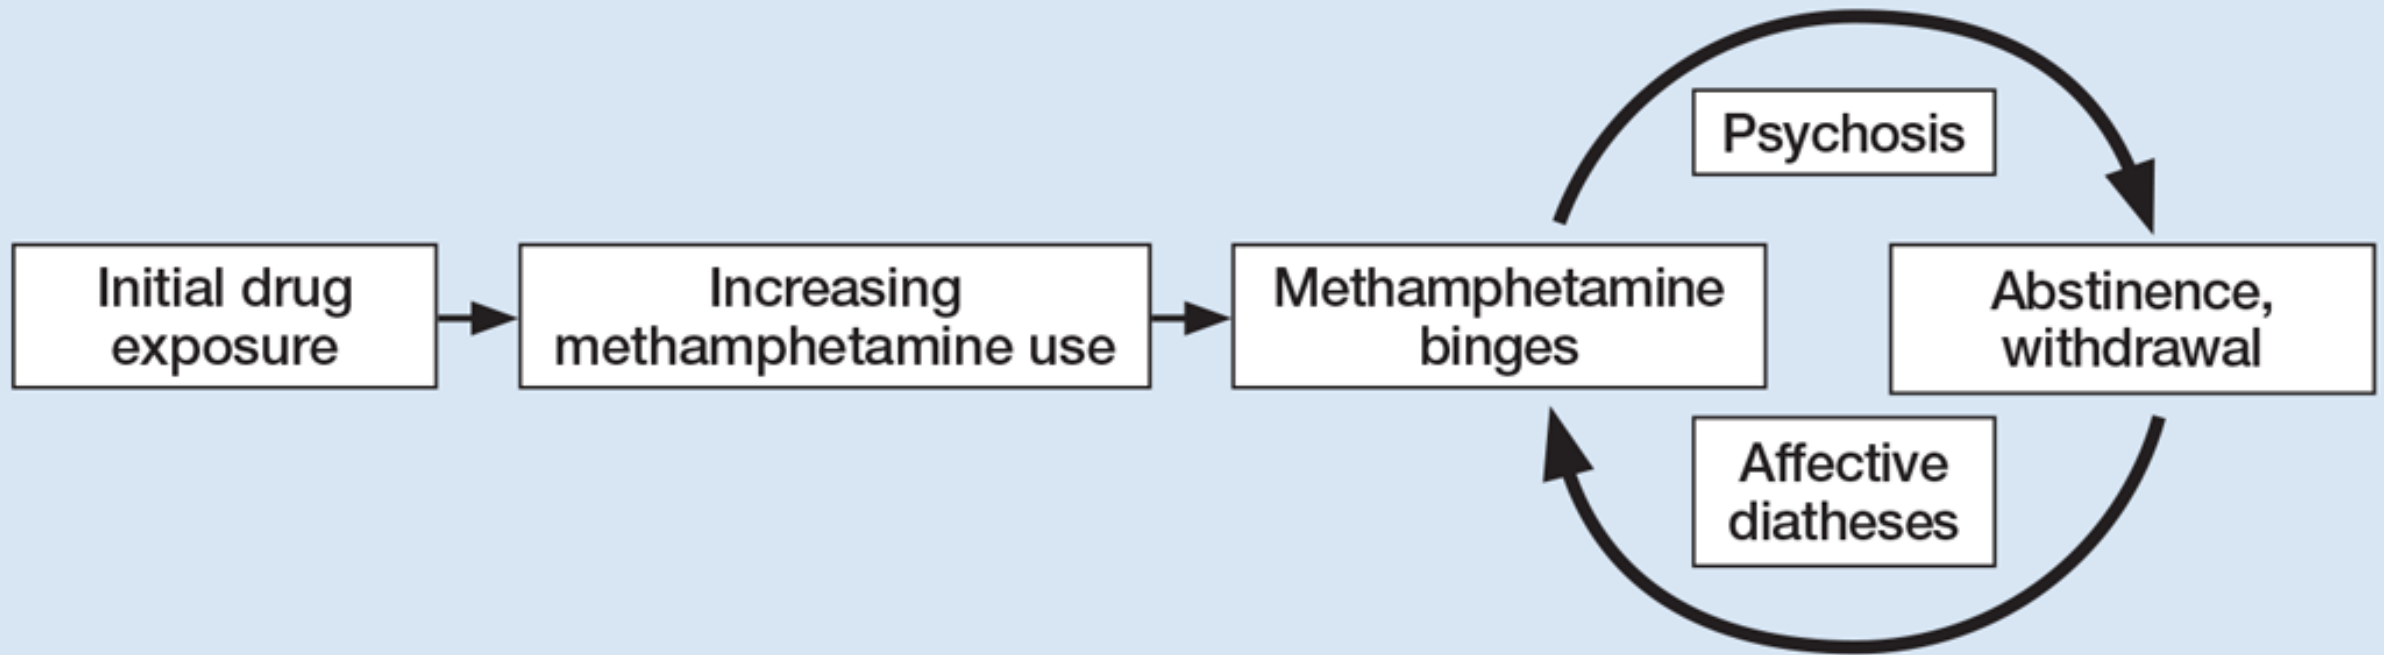 Initial drug
exposure
Increasing
methamphetamine use
Methamphetamine
binges
Psychosis
Abstinence,
withdrawal
Affective
diatheses